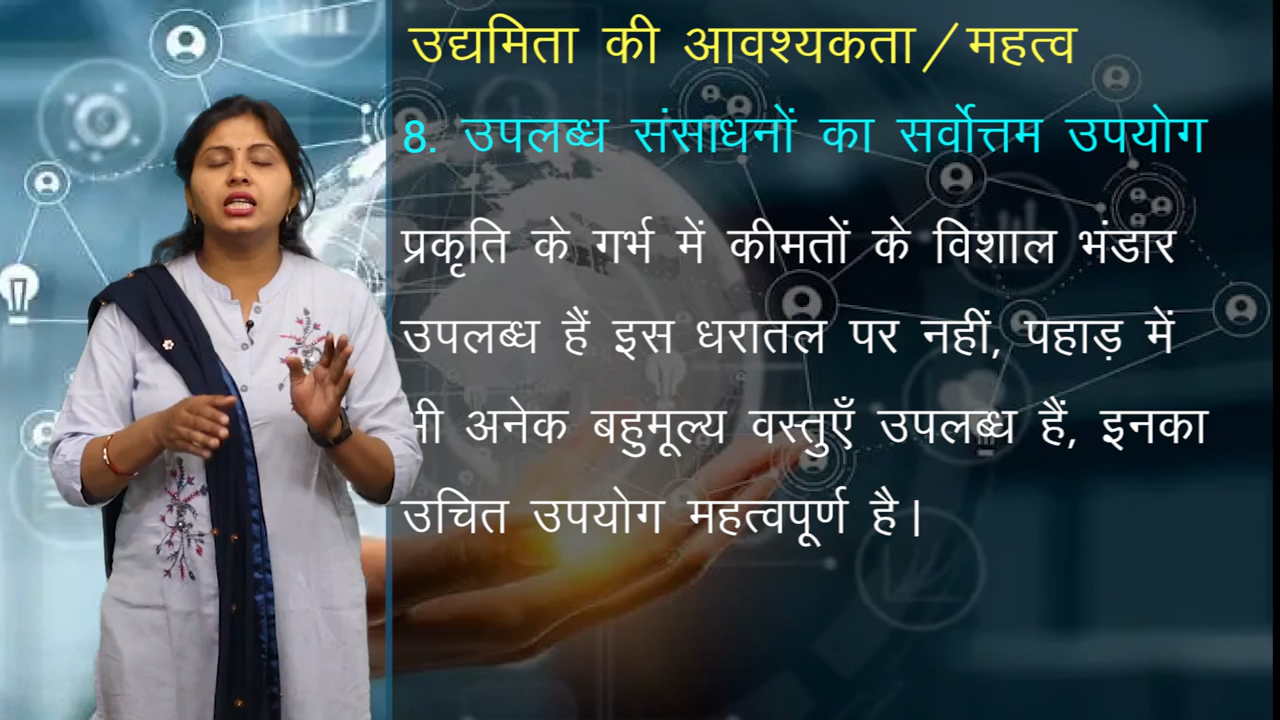 उद्यमिता की आवश्यकता/महत्व
8. उपलब्ध संसाधनों का सर्वोत्तम उपयोग
प्रकृति के गर्भ में कीमतों के विशाल भंडार
उपलब्ध हैं इस धरातल पर नहीं, पहाड़ में
भी अनेक बहुमूल्य वस्तुएँ उपलब्ध हैं, इनका
उचित उपयोग महत्वपूर्ण है।